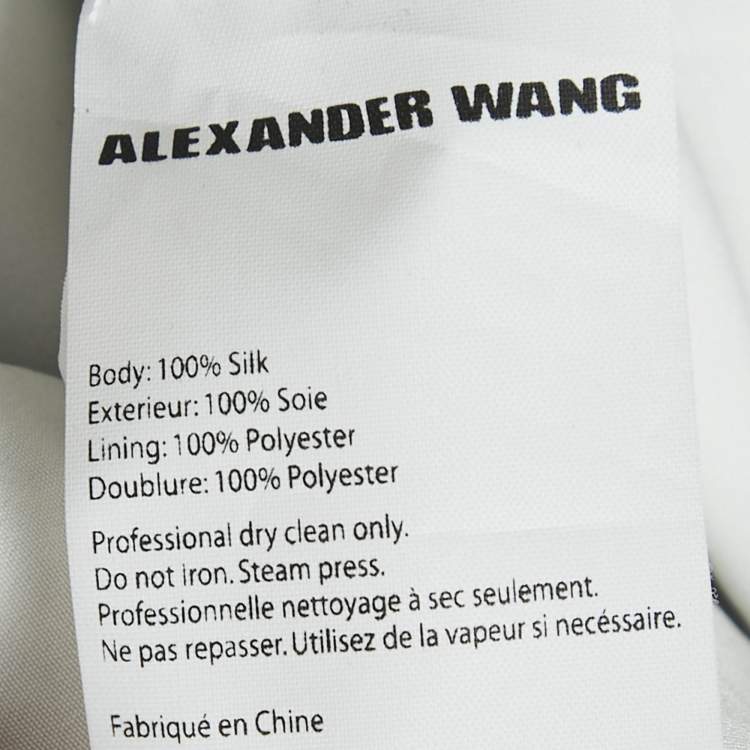 ALEXANDER WANG
Body: 100% Silk
Exterieur: 100% Soie
Lining: 100% Polyester
Doublure: 100% Polyester
Professional dry clean only.
Do not iron. Steam press.
Professionnelle nettoyage à sec seulement.
Ne pas repasser. Utilisez de la vapeur si necéssaire.
Fabriqué en Chine